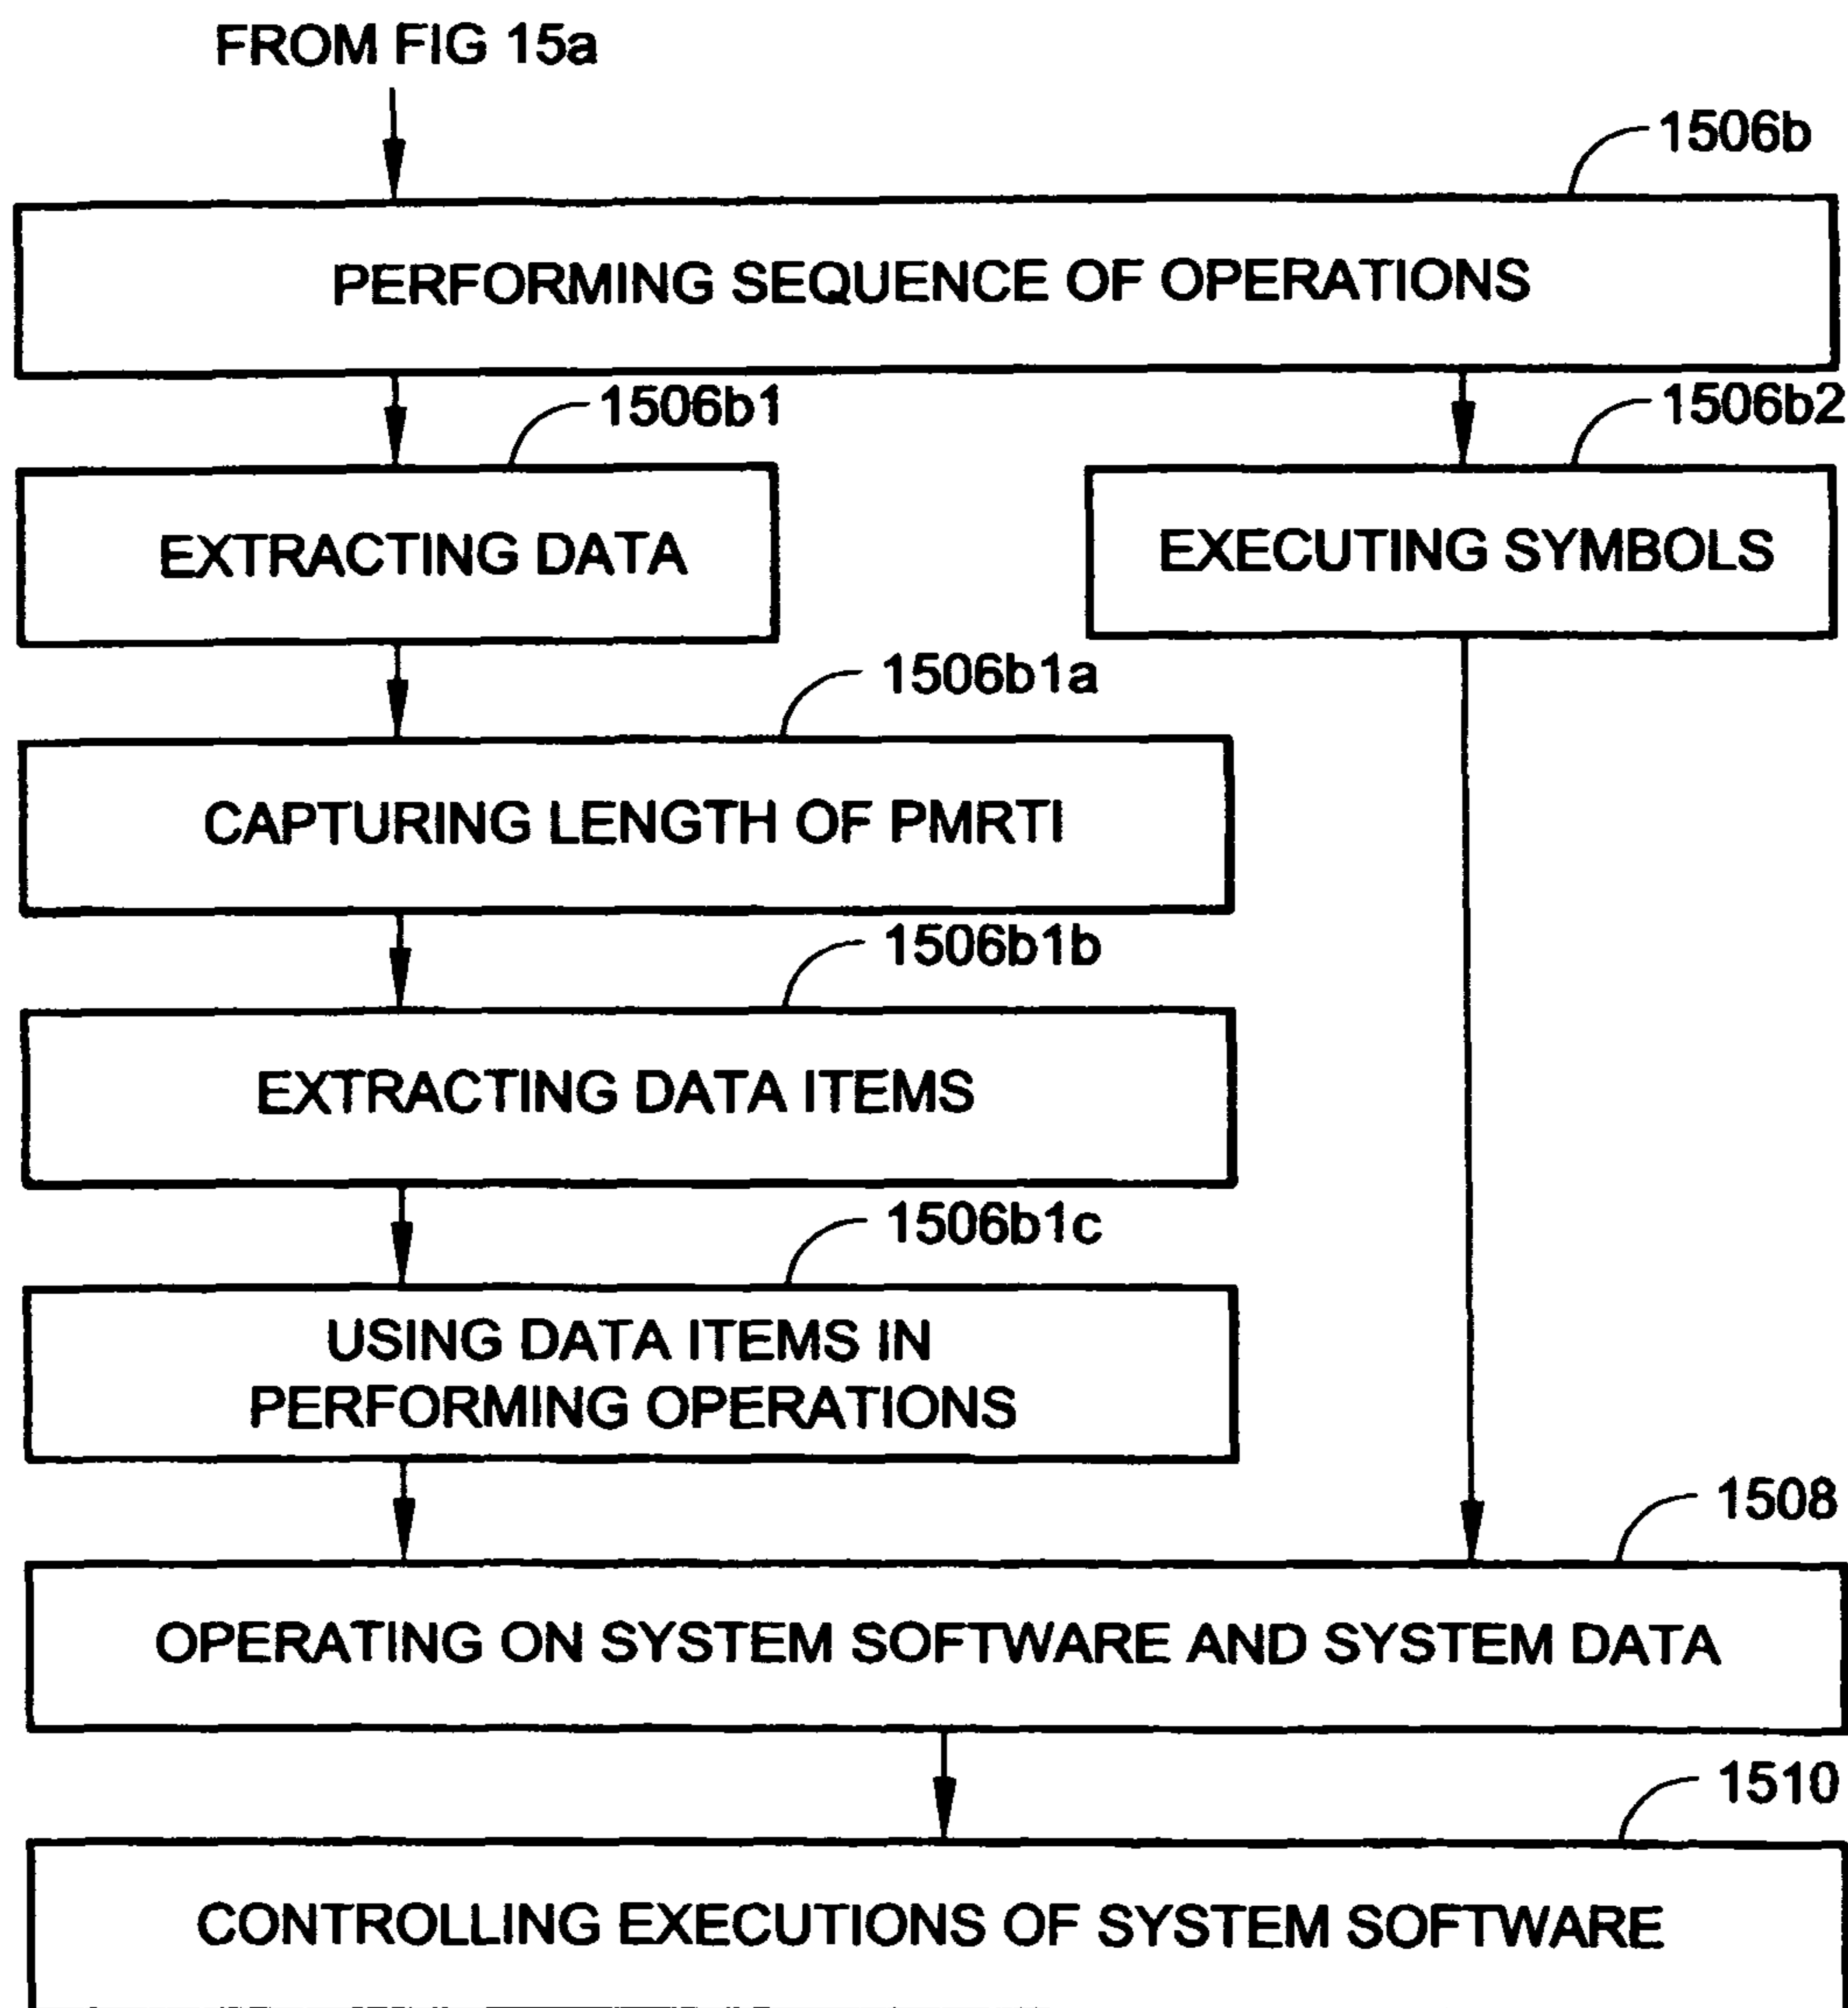 FROM FIG 15a
1506b
PERFORMING SEQUENCE OF OPERATIONS
1506b1
1506b2
EXTRACTING DATA
EXECUTING SYMBOLS
1506b1a
CAPTURING LENGTH OF PMRTI
1506b1b
EXTRACTING DATA ITEMS
1506b1c
USING DATA ITEMS IN
PERFORMING OPERATIONS
1508
OPERATING ON SYSTEM SOFTWARE AND SYSTEM DATA
1510
CONTROLLING EXECUTIONS OF SYSTEM SOFTWARE